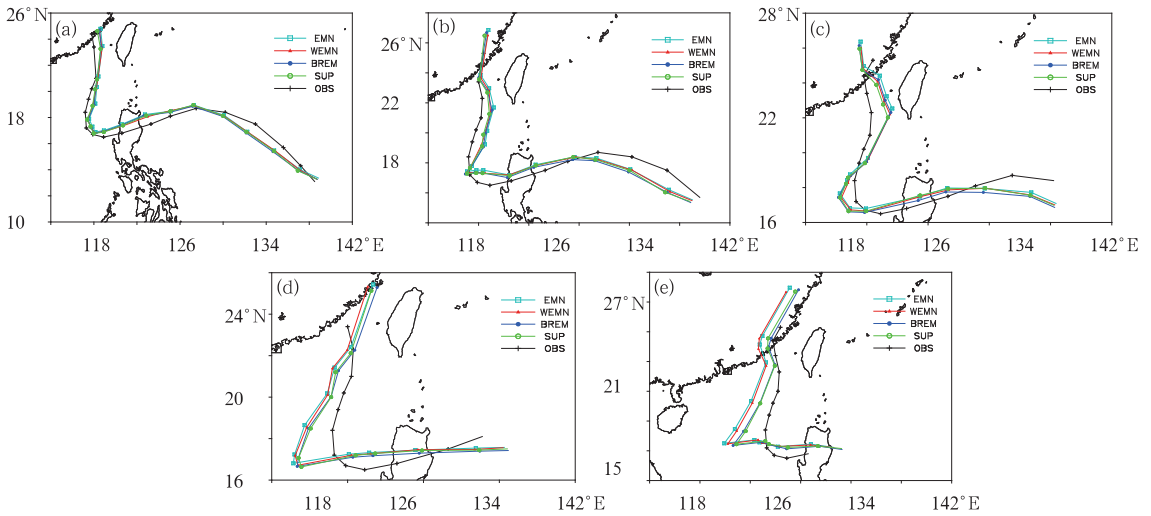 26°N
(a)
EMN
WEMN
BREM
SUP
OBS
18
10
118
126
134
142°E
(b)
26°N
EMN
WEMN
BREM
SUP
OBS
22
18
118
126
134
142°E
28°N
(c)
EMN
WEMN
BREM
SUP
OBS
22
16
118
126
134
142°E
(d)
24°N
EMN
WEMN
BREM
SUP
OBS
20
16
118
126
134
142°E
(e)
27°N
EMN
WEMN
BREM
SUP
OBS
21
15
118
126
134
142°E